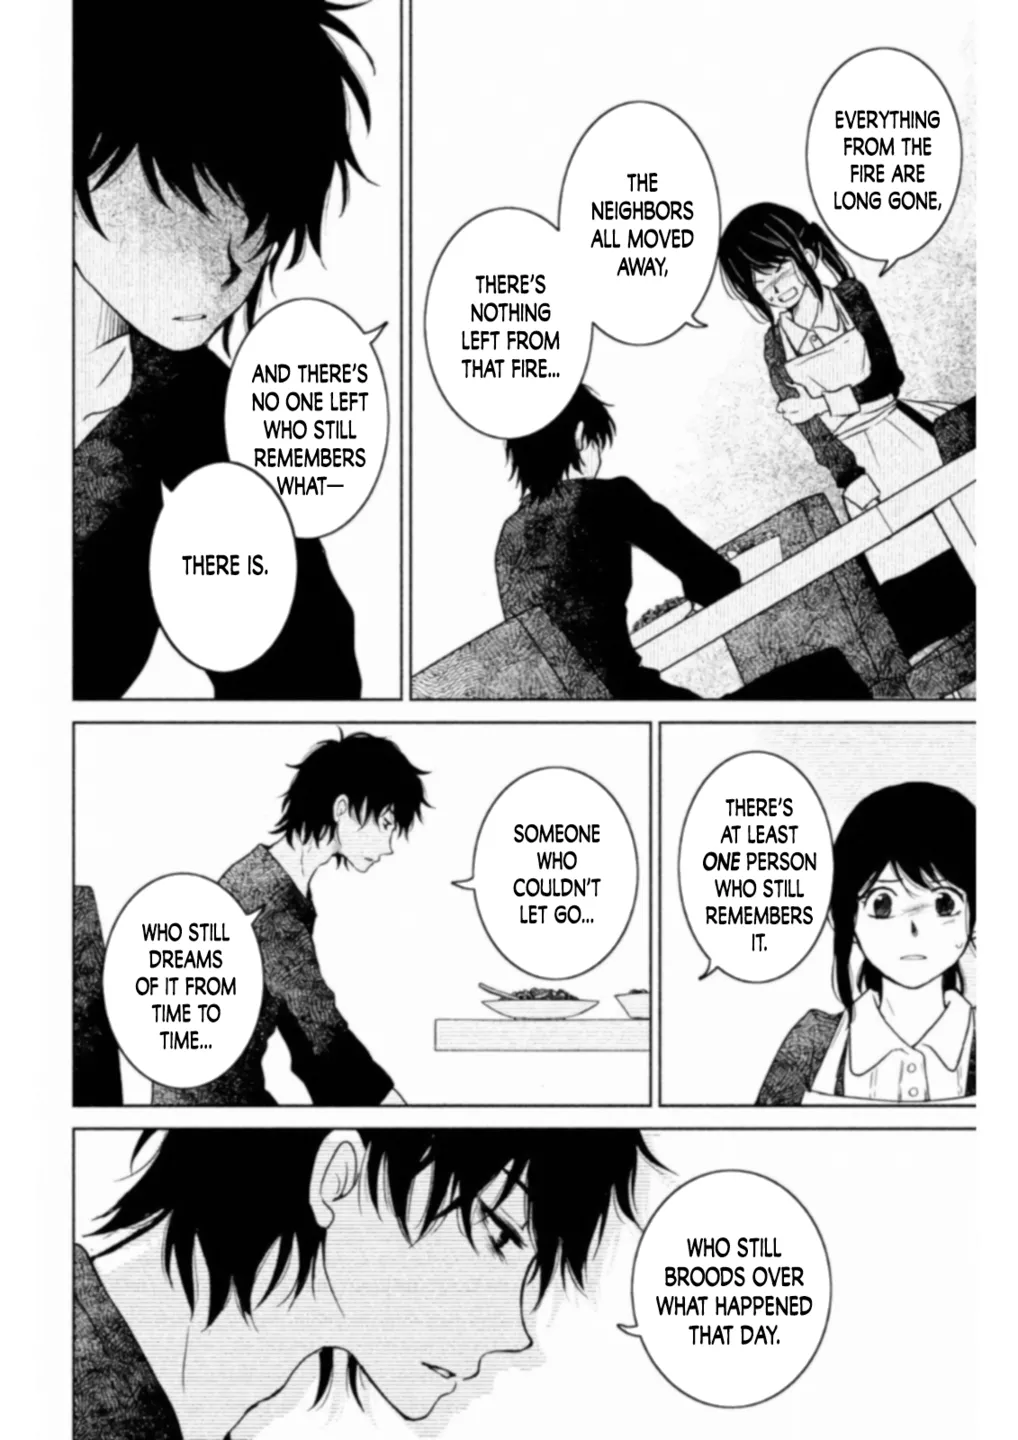 EVERYTHING
FROM THE
FIRE ARE
LONG GONE,
THE
NEIGHBORS
ALL MOVED
AWAY,
THERE'S
NOTHING
LEFT FROM
THAT FIRE...
AND THERE'S
NO ONE LEFT
WHO STILL
REMEMBERS
WHAT—
THERE IS.
THERE'S
AT LEAST
ONE PERSON
WHO STILL
REMEMBERS
IT.
SOMEONE
WHO
COULDN'T
LET GO...
WHO STILL
DREAMS
OF IT FROM
TIME TO
TIME...
WHO STILL
BROODS OVER
WHAT HAPPENED
THAT DAY.